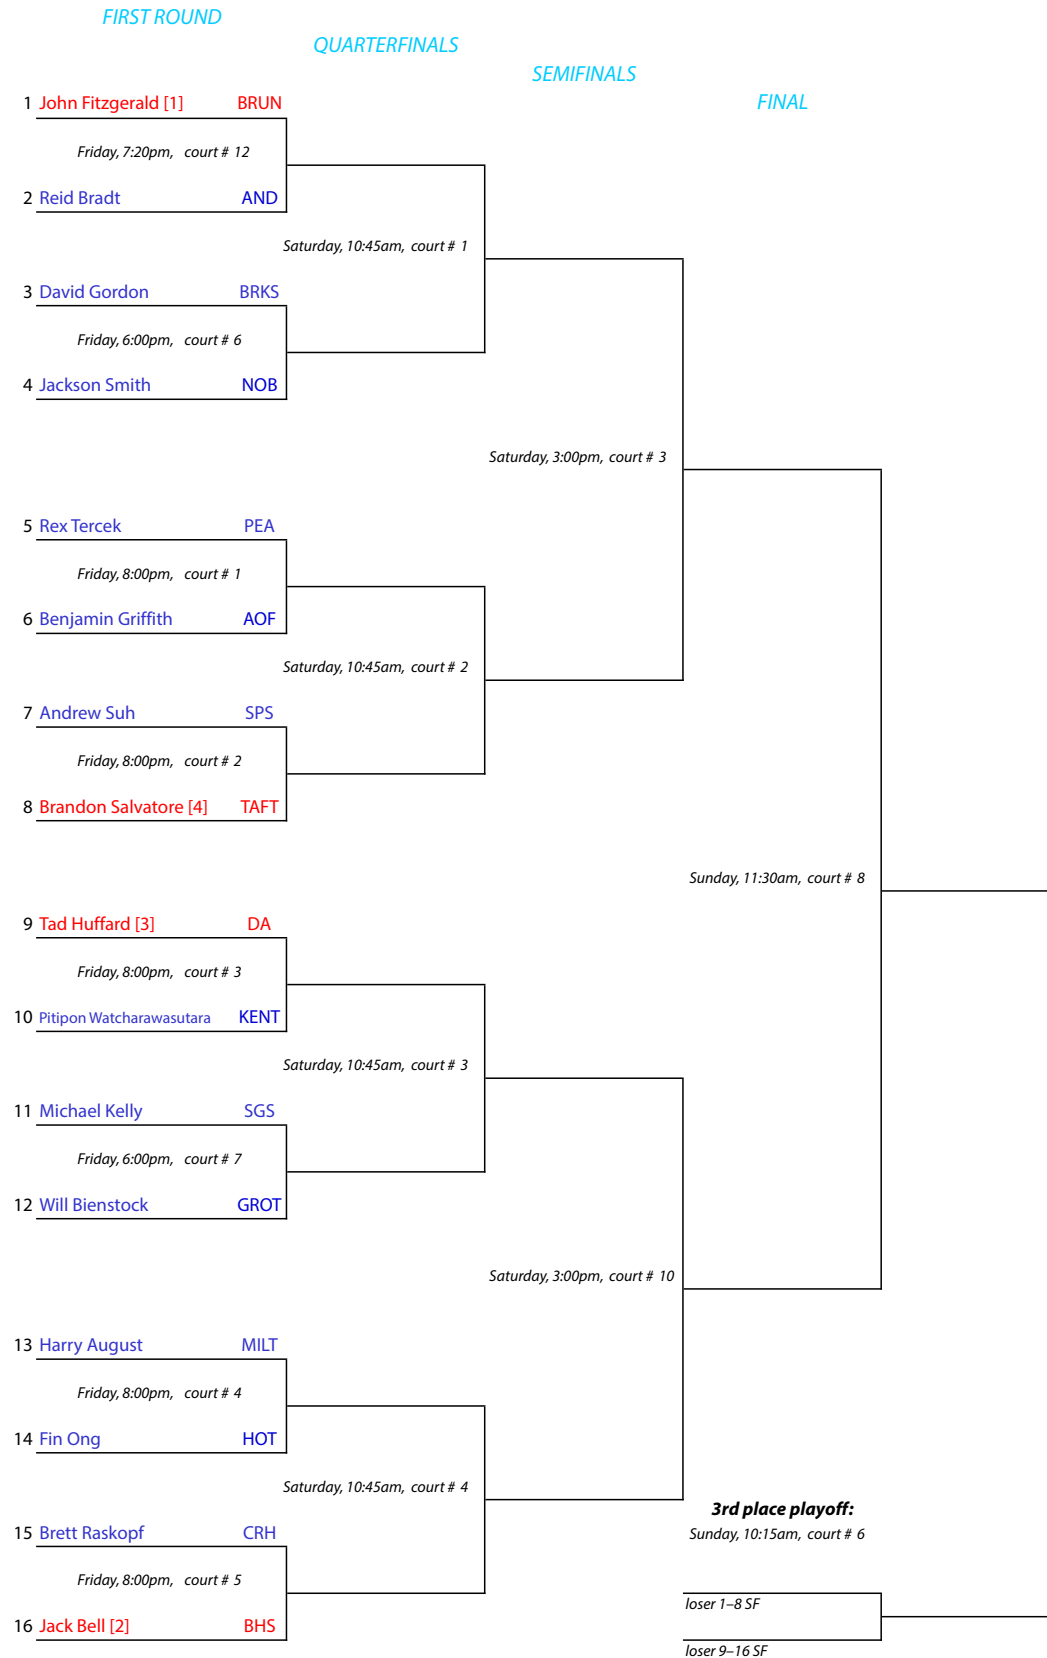 FIRST ROUND
QUARTERFINALS
SEMIFINALS
FINAL
1 John Fitzgerald [1] BRUN
Friday, 7:20pm, court # 12
2 Reid Bradt AND
Saturday, 10:45am, court # 1
3 David Gordon BRKS
Friday, 6:00pm, court # 6
4 Jackson Smith NOB
Saturday, 3:00pm, court # 3
5 Rex Tercek PEA
Friday, 8:00pm, court # 1
6 Benjamin Griffith AOF
Saturday, 10:45am, court # 2
7 Andrew Suh SPS
Friday, 8:00pm, court # 2
8 Brandon Salvatore [4] TAFT
Sunday, 11:30am, court # 8
9 Tad Huffard [3] DA
Friday, 8:00pm, court # 3
10 Pitipon Watcharawasutara KENT
Saturday, 10:45am, court # 3
11 Michael Kelly SGS
Friday, 6:00pm, court # 7
12 Will Bienstock GROT
Saturday, 3:00pm, court # 10
13 Harry August MILT
Friday, 8:00pm, court # 4
14 Fin Ong HOT
Saturday, 10:45am, court # 4
3rd place playoff:
15 Brett Raskopf CRH
Sunday, 10:15am, court # 6
Friday, 8:00pm, court # 5
loser 1–8 SF
16 Jack Bell [2] BHS
loser 9–16 SF